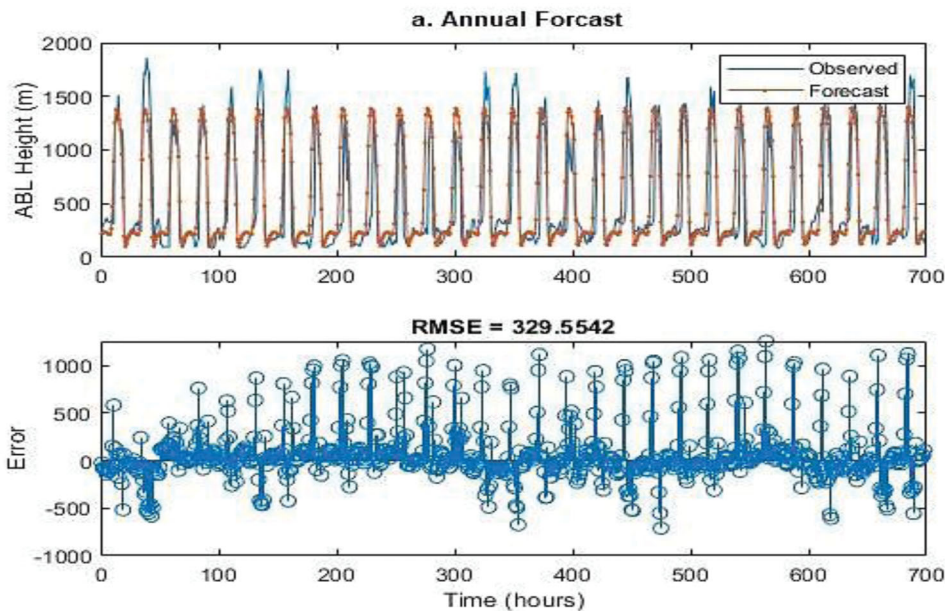 a. Annual Forcast
2000
1500
1000
500
0
ABL Height (m)
Observed
Forecast
0 100 200 300 400 500 600 700
RMSE = 329.5542
1000
500
0
-500
-1000
Error
0 100 200 300 400 500 600 700
Time (hours)